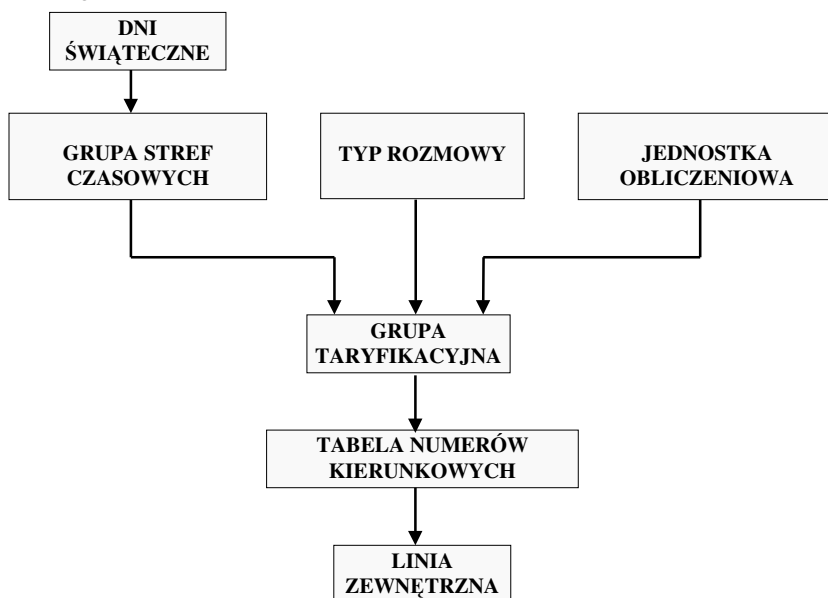 DNI
ŚWIĄTECZNE
GRUPA STREF
CZASOWYCH
TYP ROZMOWY
JEDNOSTKA
OBLICZENIOWA
GRUPA
TARYFIKACYJNA
TABELA NUMERÓW
KIERUNKOWYCH
LINIA
ZEWNĘTRZNA